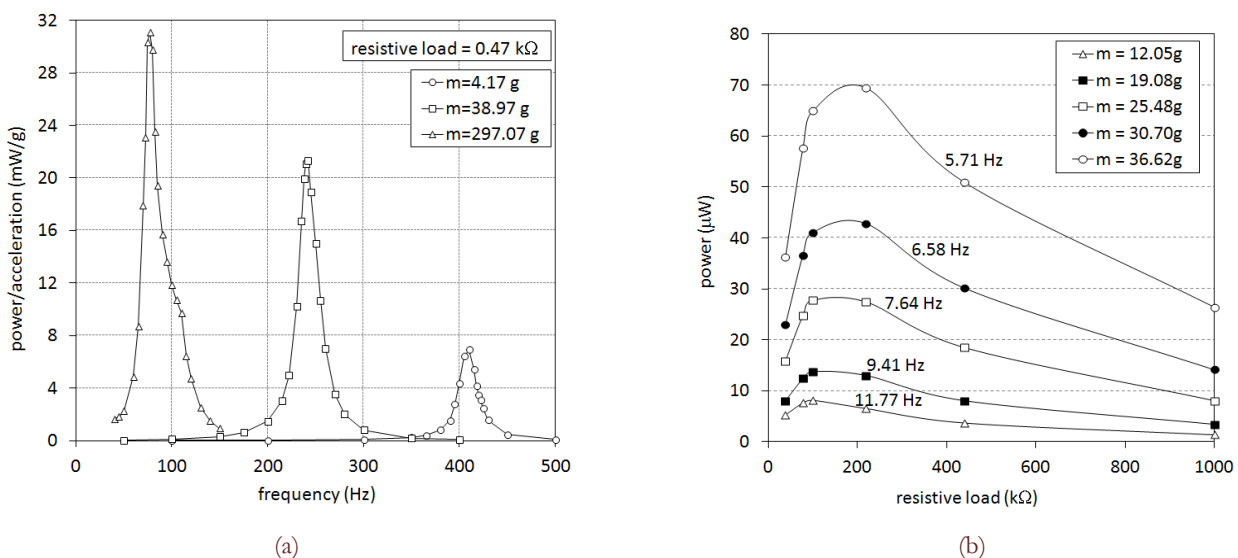 32
28
24
20
16
12
8
4
0
power/acceleration (mW/g)
resistive load = 0.47 kΩ
m=4.17 g
m=38.97 g
m=297.07 g
0 100 200 300 400 500
frequency (Hz)
(a)
80
70
60
50
40
30
20
10
0
power (μW)
m = 12.05g
m = 19.08g
m = 25.48g
m = 30.70g
m = 36.62g
5.71 Hz
6.58 Hz
7.64 Hz
9.41 Hz
11.77 Hz
0 200 400 600 800 1000
resistive load (kΩ)
(b)